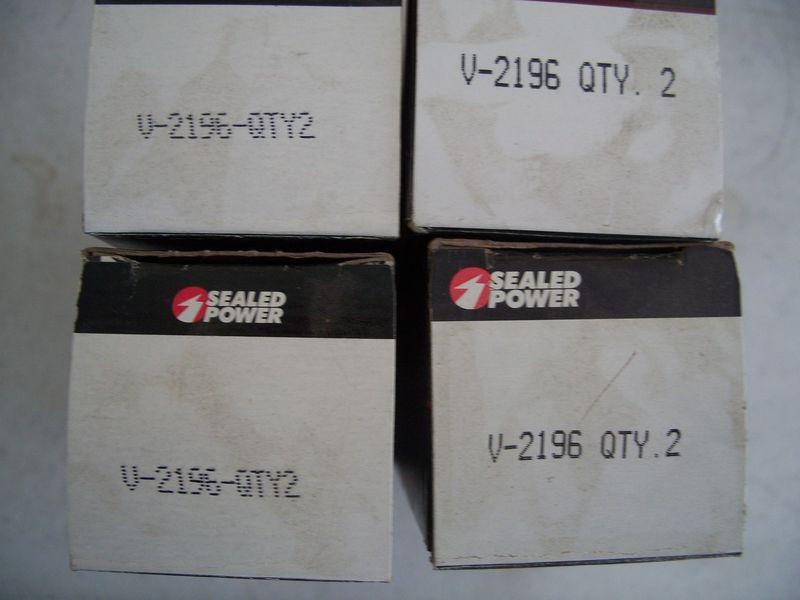 V-2196-QTY2
V-2196 QTY. 2
SEALED
POWER
SEALED
POWER
V-2196-QTY2
V-2196 QTY.2